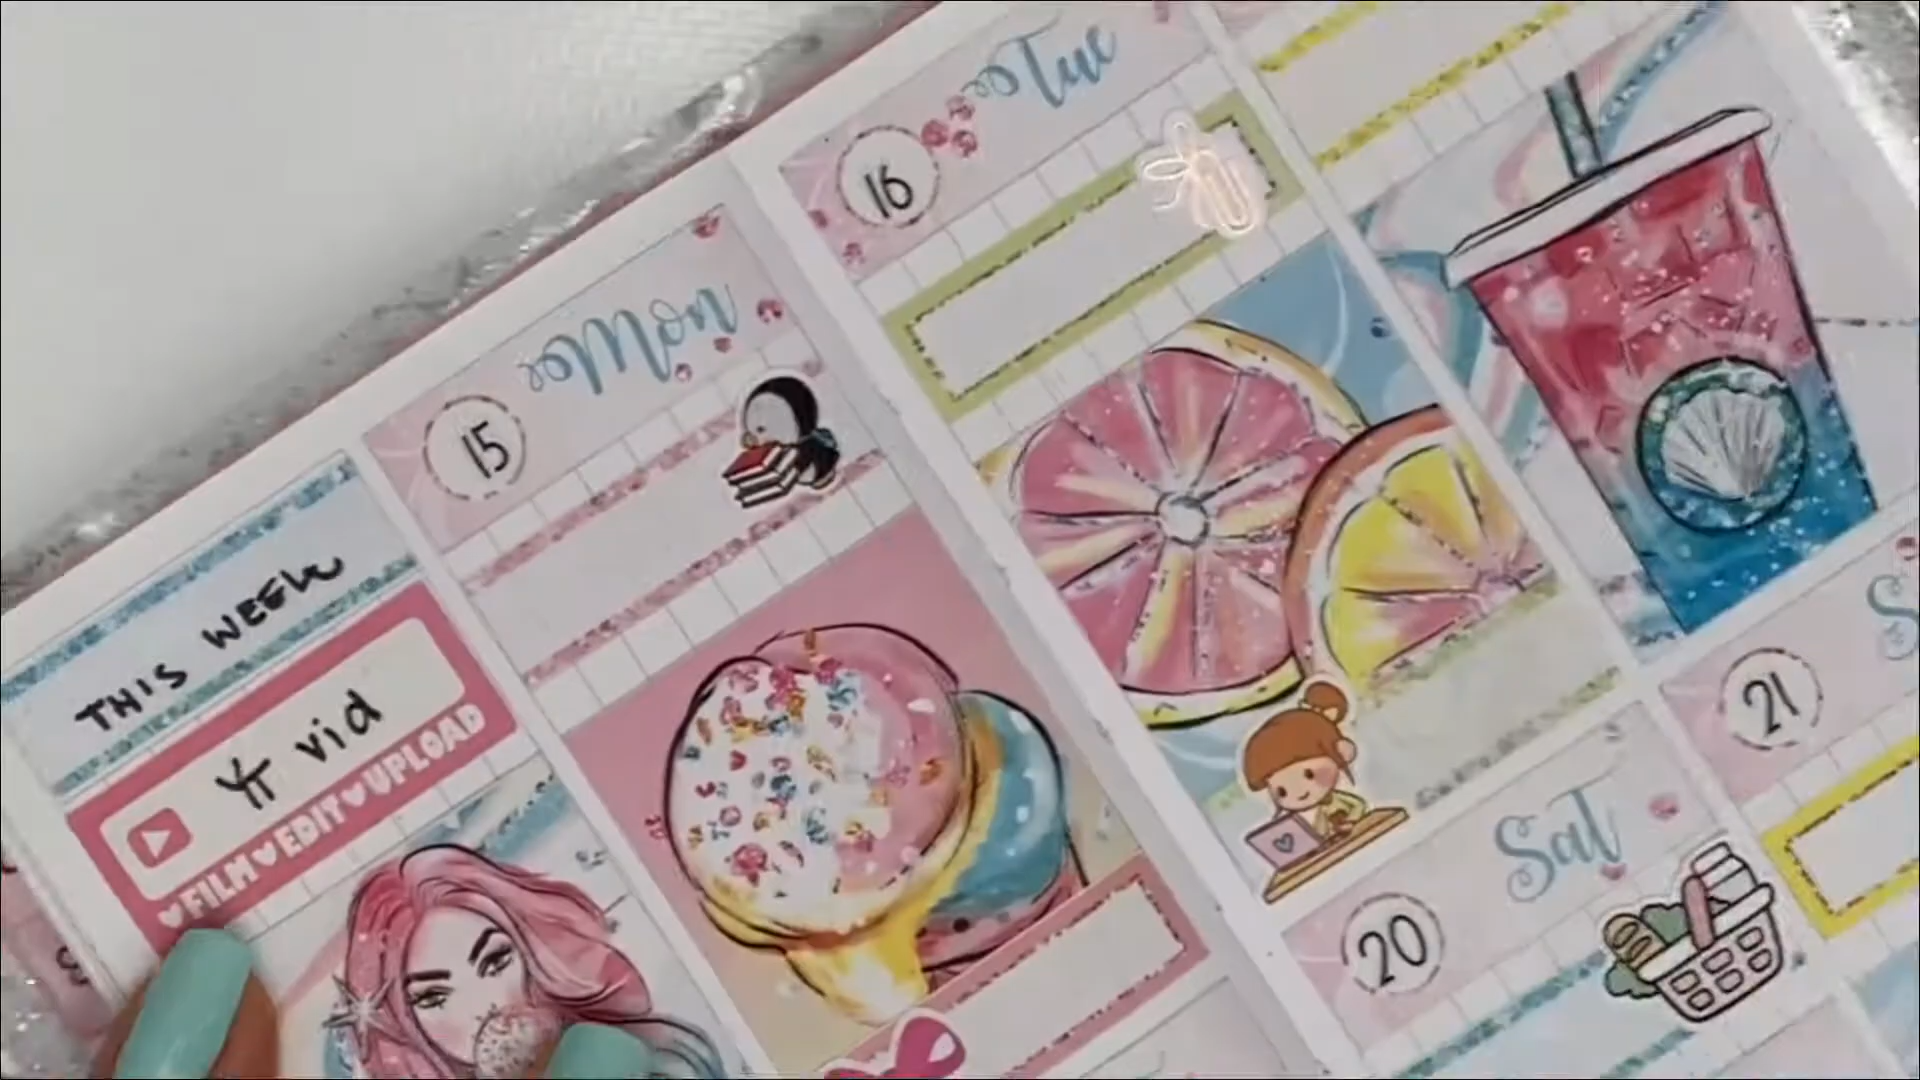 THIS WEEK
YT vid
FILM EDIT UPLOAD
15
Mon
16
Tue
20
Sat
21